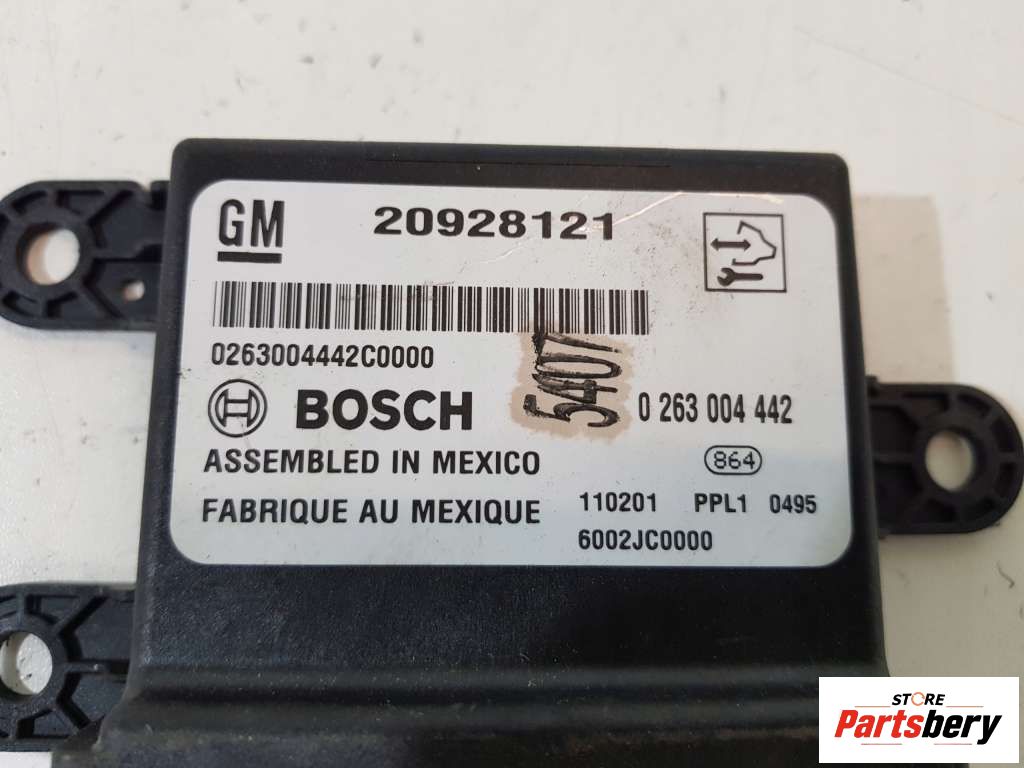 GM 20928121
0263004442C0000
54U7
BOSCH 0 263 004 442
ASSEMBLED IN MEXICO 864
FABRIQUE AU MEXIQUE 110201 PPL1 0495
6002JC0000
STORE
Partsbery